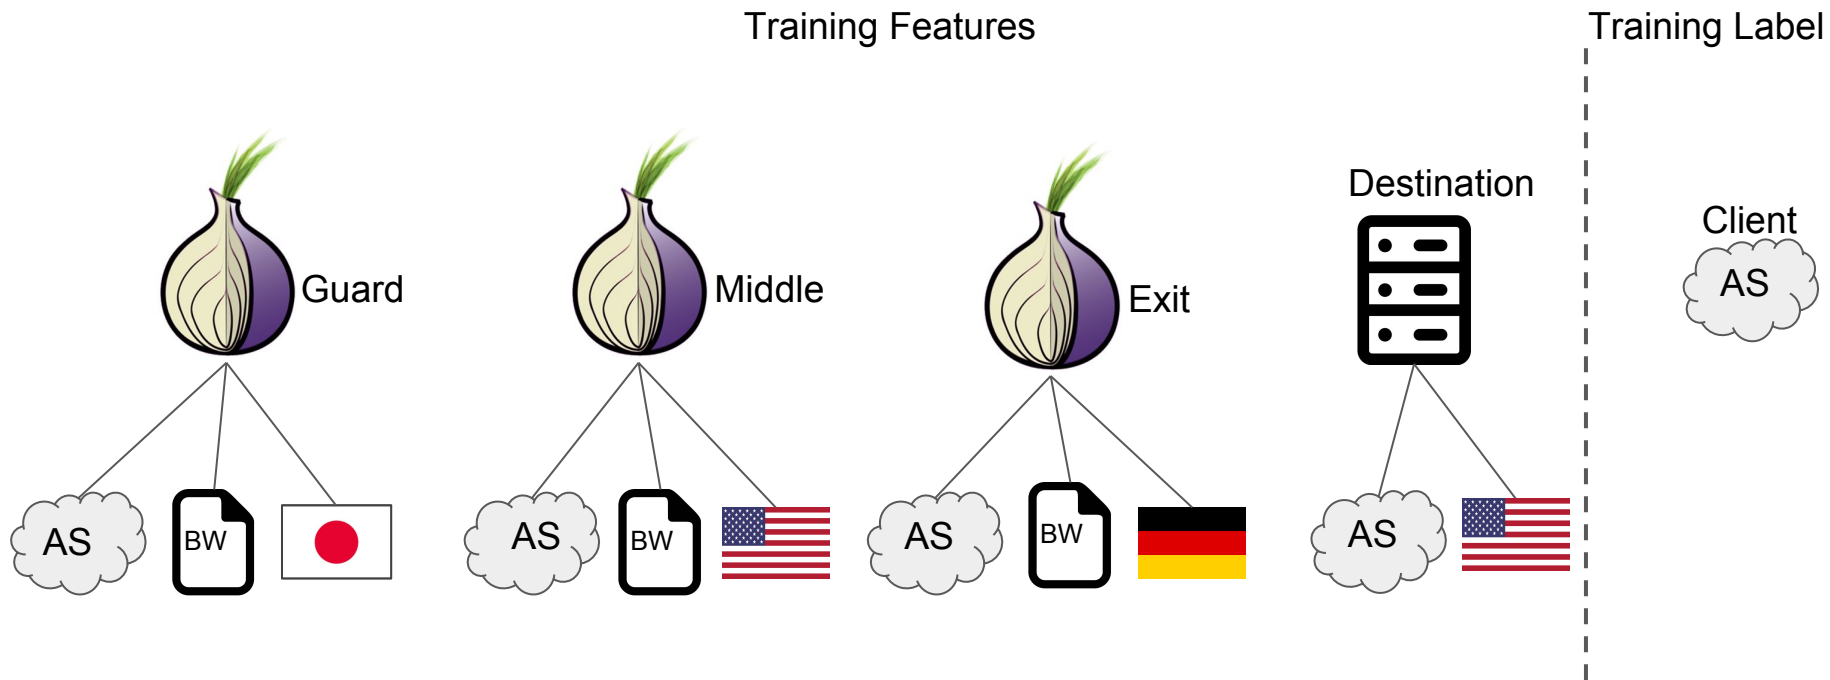 Training Features
Training Label
Destination
Client
AS
Guard
Middle
Exit
AS
BW
AS
BW
AS
BW
AS